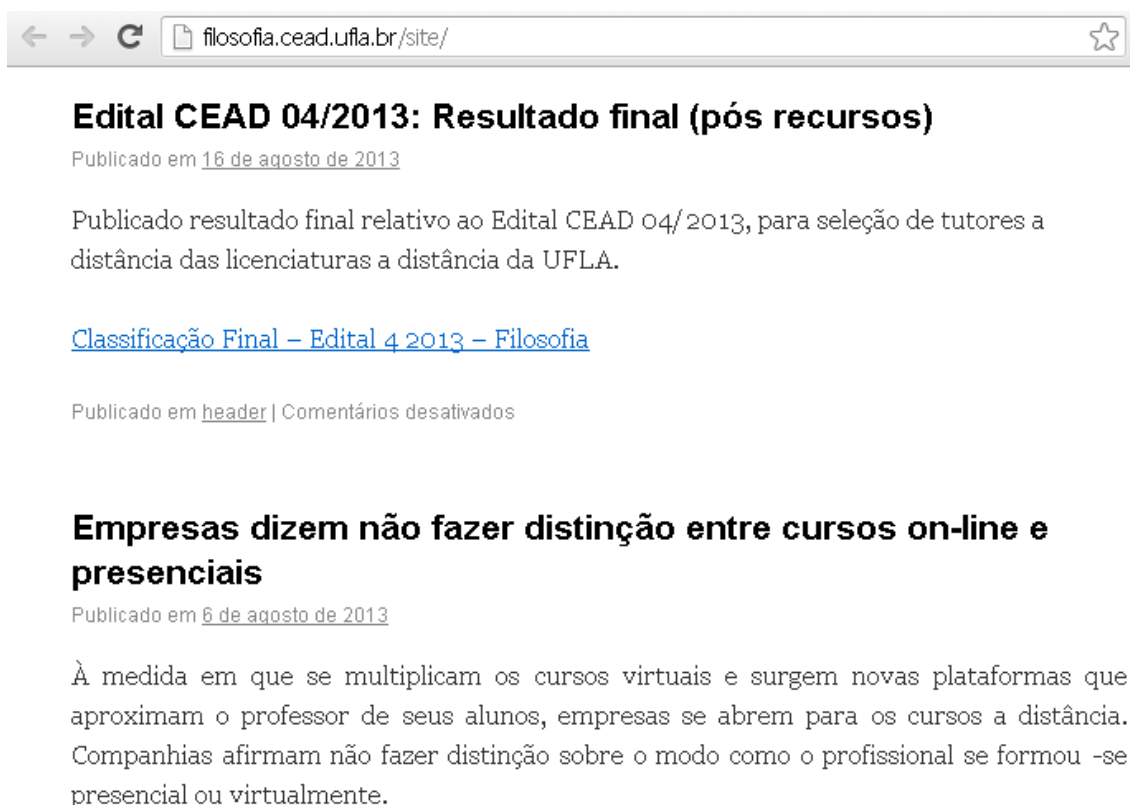 filosofia.cead.ufla.br/site/
Edital CEAD 04/2013: Resultado final (pós recursos)
Publicado em 16 de agosto de 2013
Publicado resultado final relativo ao Edital CEAD 04/2013, para seleção de tutores a
distância das licenciaturas a distância da UFLA.
Classificação Final – Edital 4 2013 – Filosofia
Publicado em header | Comentários desativados
Empresas dizem não fazer distinção entre cursos on-line e
presenciais
Publicado em 6 de agosto de 2013
À medida em que se multiplicam os cursos virtuais e surgem novas plataformas que
aproximam o professor de seus alunos, empresas se abrem para os cursos a distância.
Companhias afirmam não fazer distinção sobre o modo como o profissional se formou -se
presencial ou virtualmente.